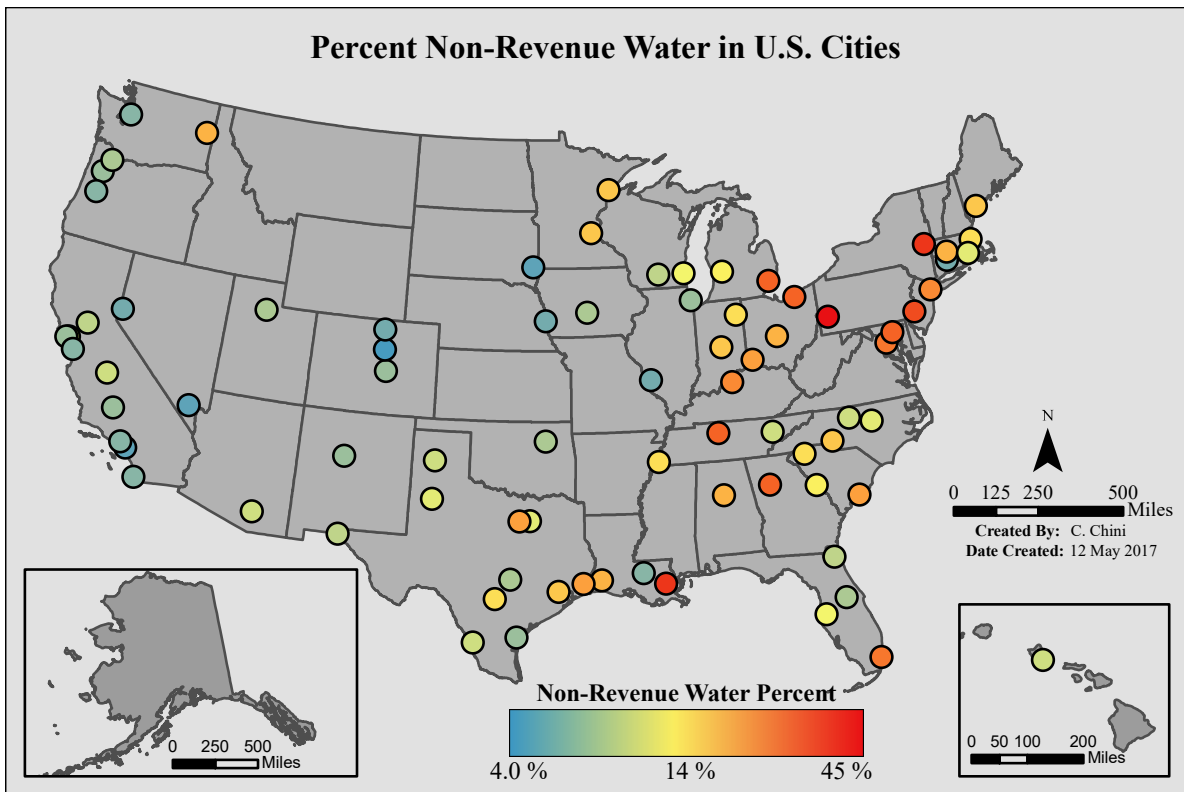 Percent Non-Revenue Water in U.S. Cities
N
0 125 250 500
Miles
Created By: C. Chini
Date Created: 12 May 2017
0 250 500
Miles
Non-Revenue Water Percent
4.0 % 14 % 45 %
0 50 100 200
Miles